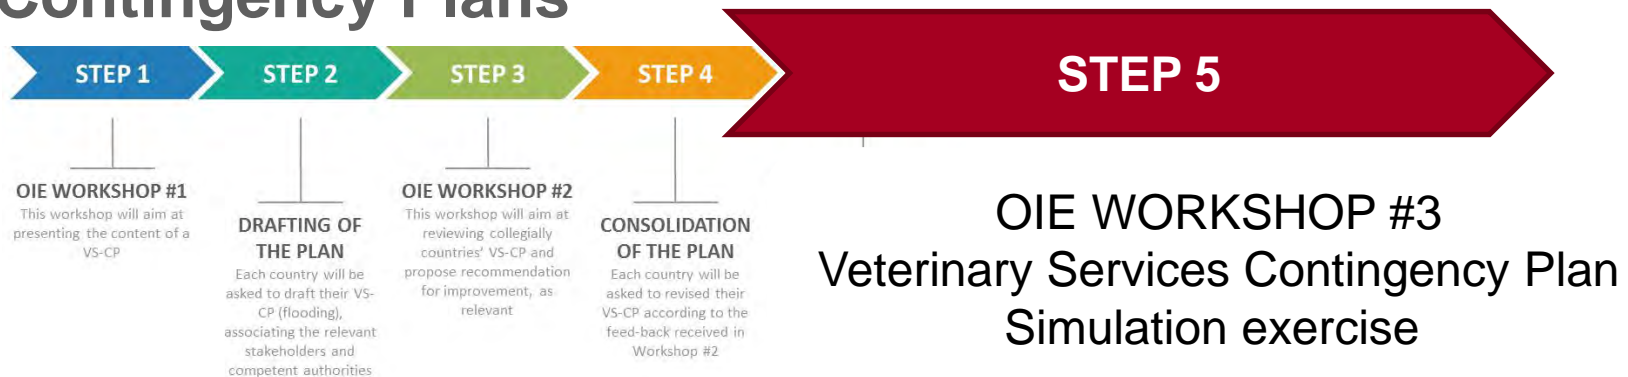 Contingency Plans
STEP 1
STEP 2
STEP 3
STEP 4
STEP 5
OIE WORKSHOP #1
This workshop will aim at
presenting the content of a
VS-CP
DRAFTING OF
THE PLAN
Each country will be
asked to draft their VS-
CP (flooding),
associating the relevant
stakeholders and
competent authorities
OIE WORKSHOP #2
This workshop will aim at
reviewing collegially
countries' VS-CP and
propose recommendation
for improvement, as
relevant
CONSOLIDATION
OF THE PLAN
Each country will be
asked to revised their
VS-CP according to the
feed-back received in
Workshop #2
OIE WORKSHOP #3
Veterinary Services Contingency Plan
Simulation exercise